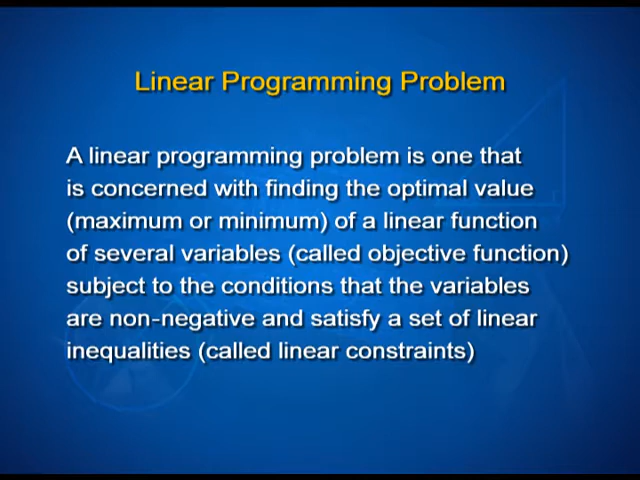 Linear Programming Problem
A linear programming problem is one that
is concerned with finding the optimal value
(maximum or minimum) of a linear function
of several variables (called objective function)
subject to the conditions that the variables
are non-negative and satisfy a set of linear
inequalities (called linear constraints)